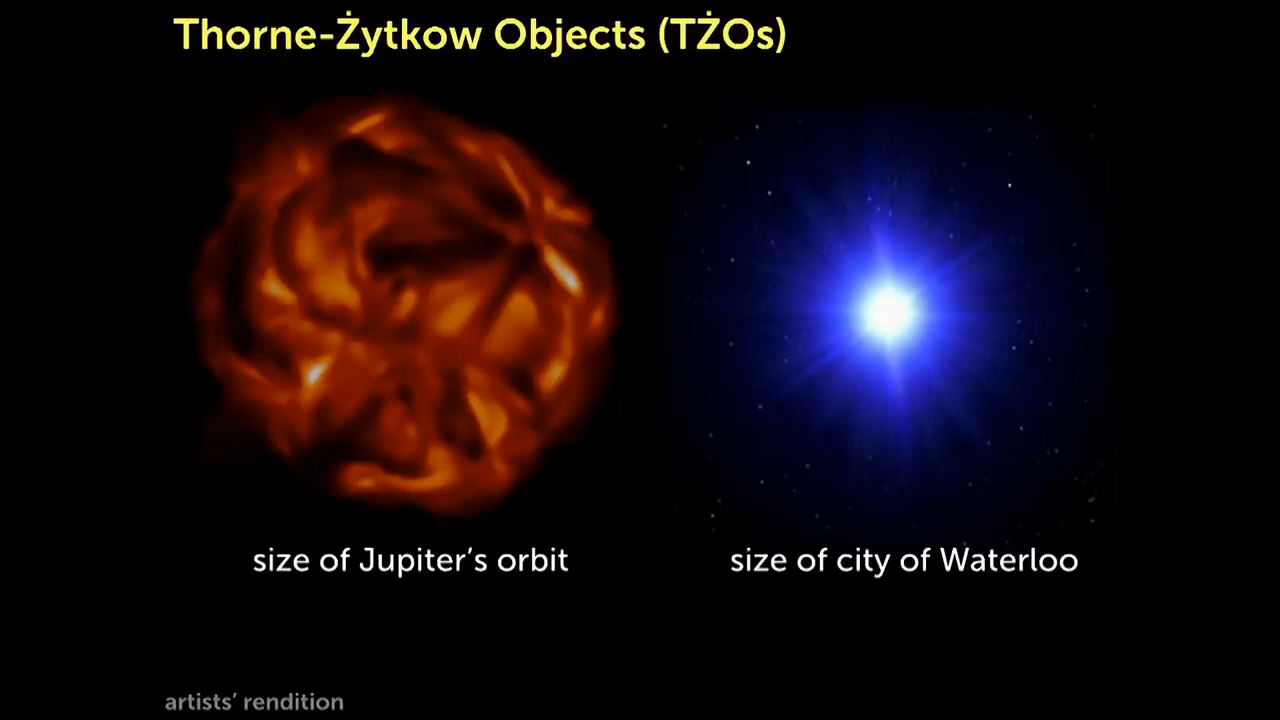 Thorne-Żytkow Objects (TŻOs)
size of Jupiter’s orbit
size of city of Waterloo
artists’ rendition